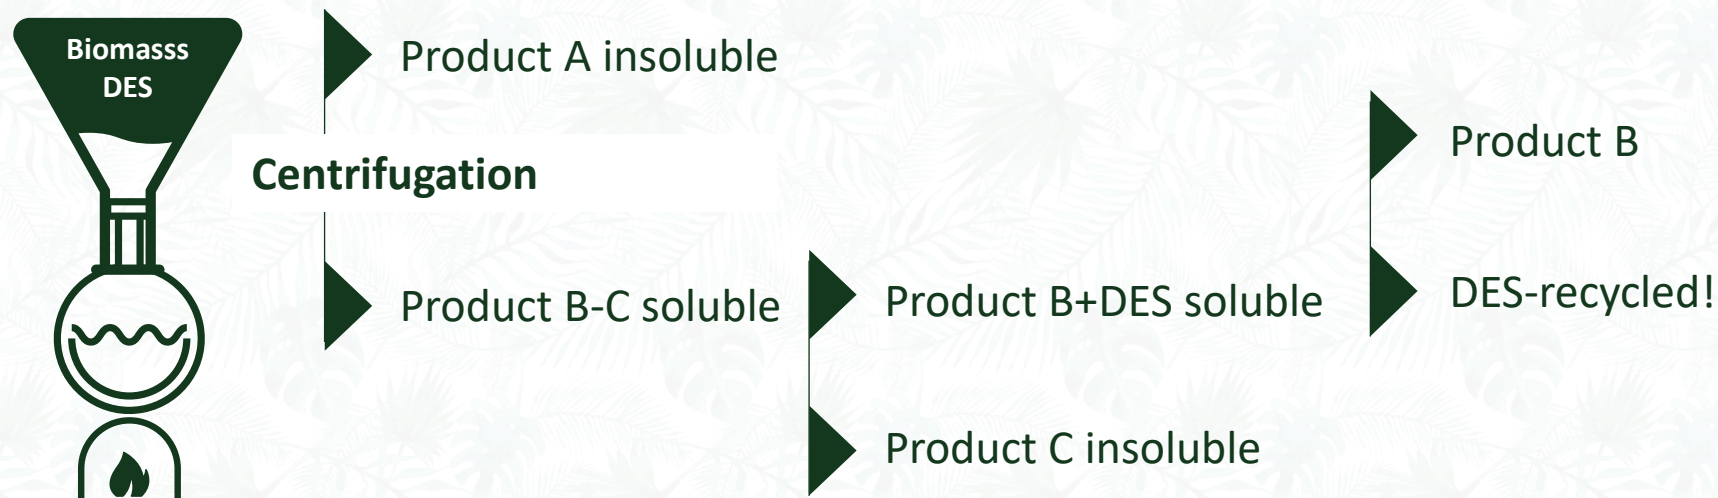 Biomasss
DES
Product A insoluble
Centrifugation
Product B-C soluble
Product B+DES soluble
Product C insoluble
Product B
DES-recycled!